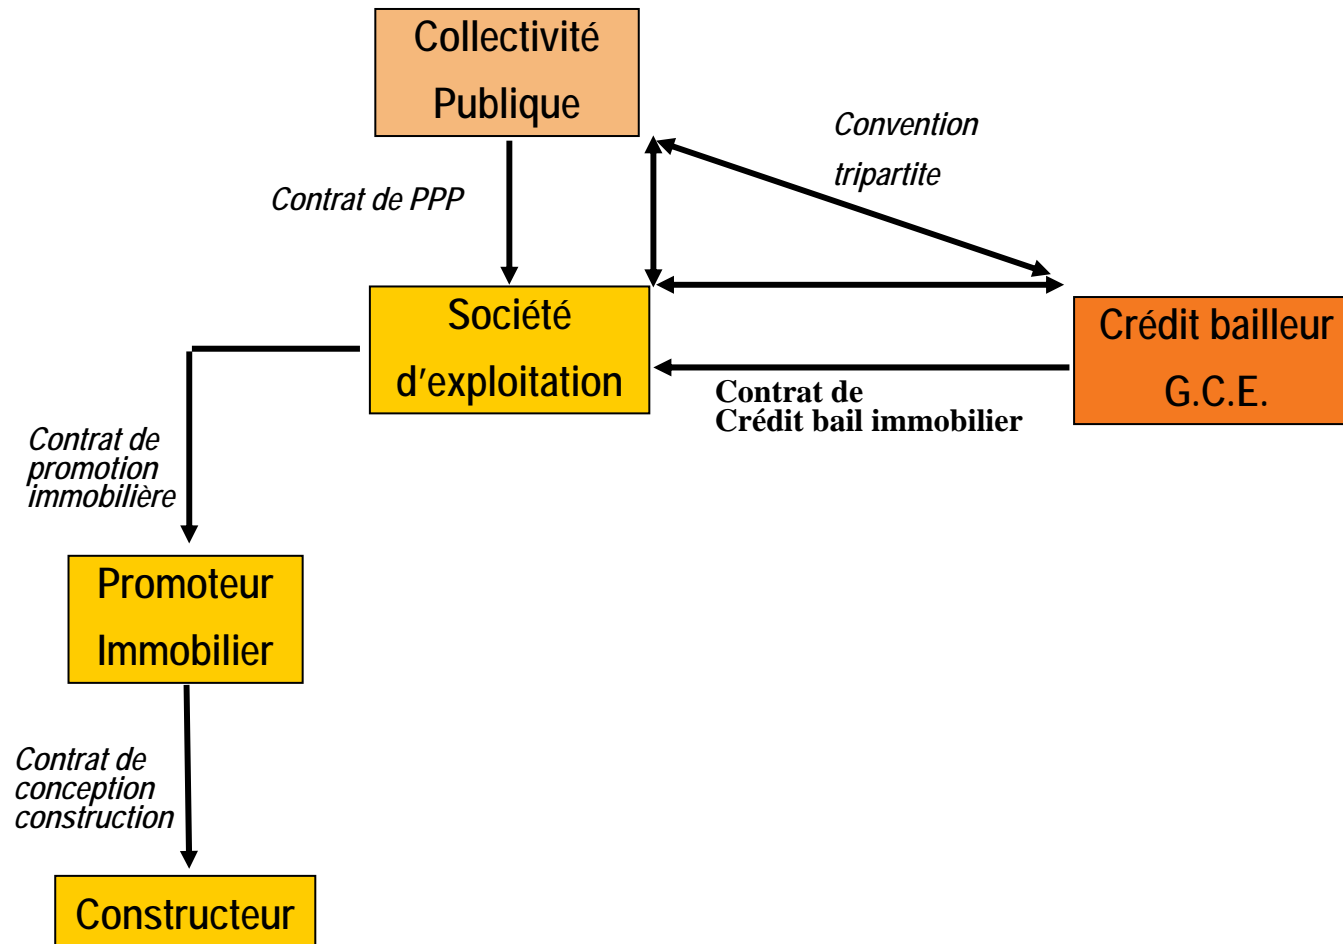 Collectivité
Publique
Convention
tripartite
Contrat de PPP
Société
d'exploitation
Crédit bailleur
G.C.E.
Contrat de
Crédit bail immobilier
Contrat de
promotion
immobilière
Promoteur
Immobilier
Contrat de
conception
construction
Constructeur